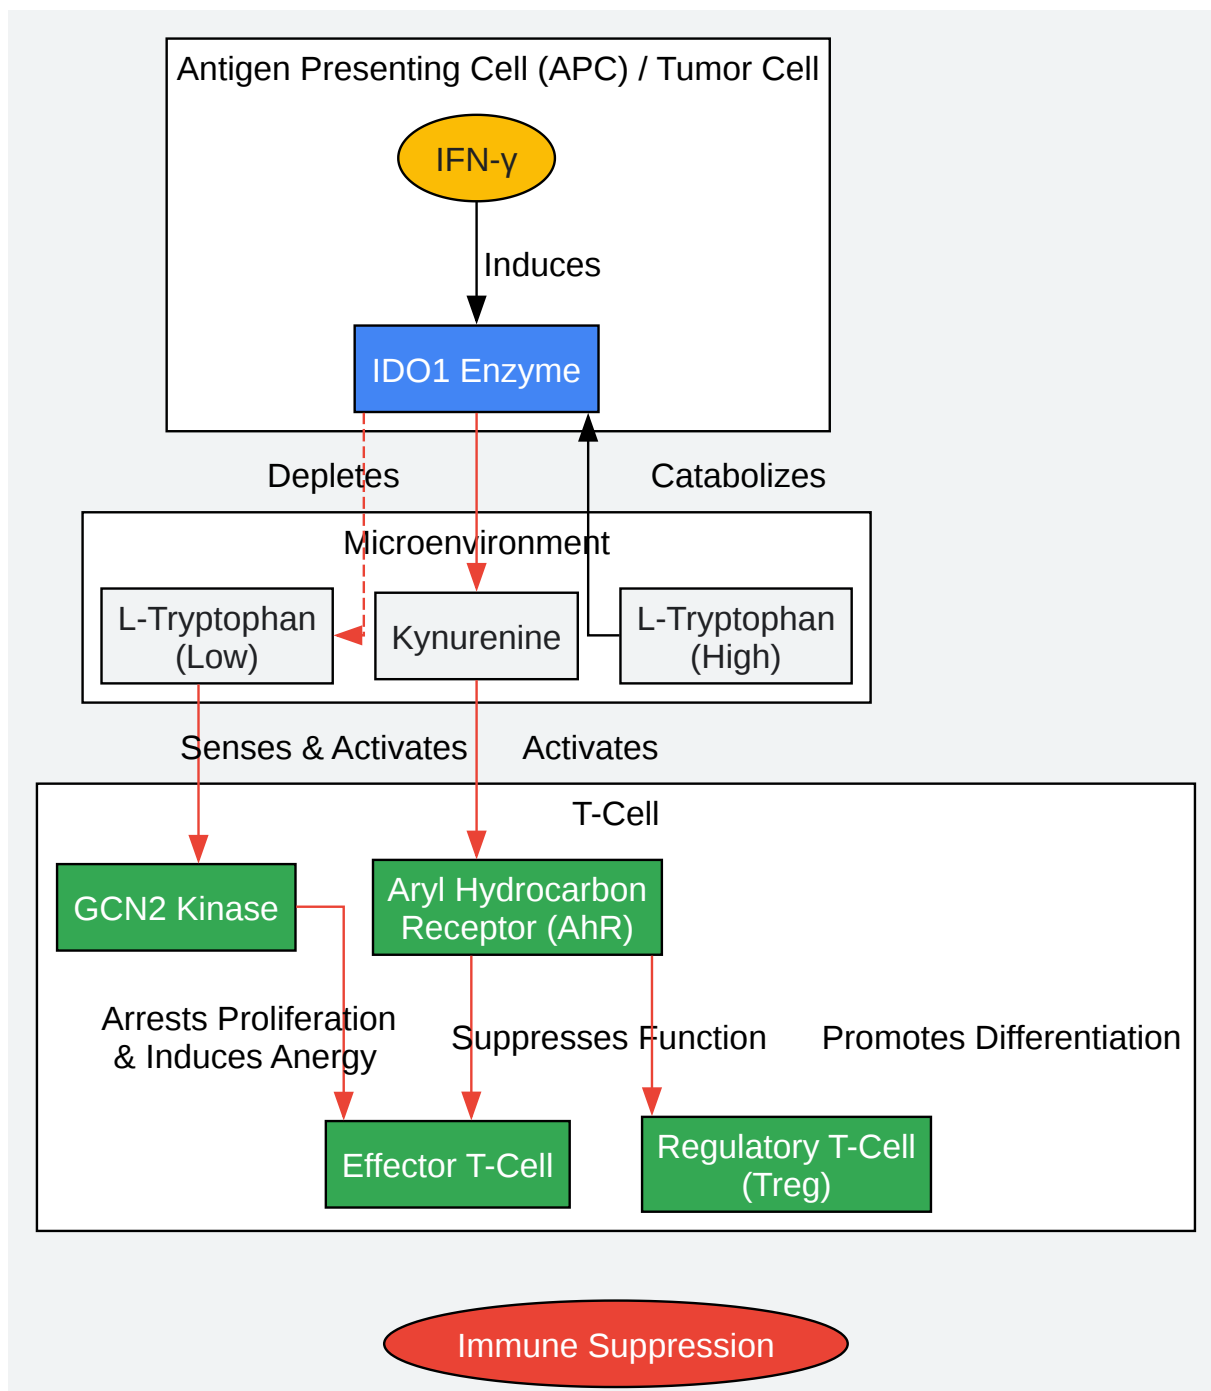 Antigen Presenting Cell (APC) / Tumor Cell
IFN-γ
Induces
IDO1 Enzyme
Depletes
Catabolizes
Microenvironment
L-Tryptophan
(Low)
Kynurenine
L-Tryptophan
(High)
Senses & Activates
Activates
T-Cell
GCN2 Kinase
Aryl Hydrocarbon
Receptor (AhR)
Arrests Proliferation
& Induces Anergy
Suppresses Function
Promotes Differentiation
Effector T-Cell
Regulatory T-Cell
(Treg)
Immune Suppression